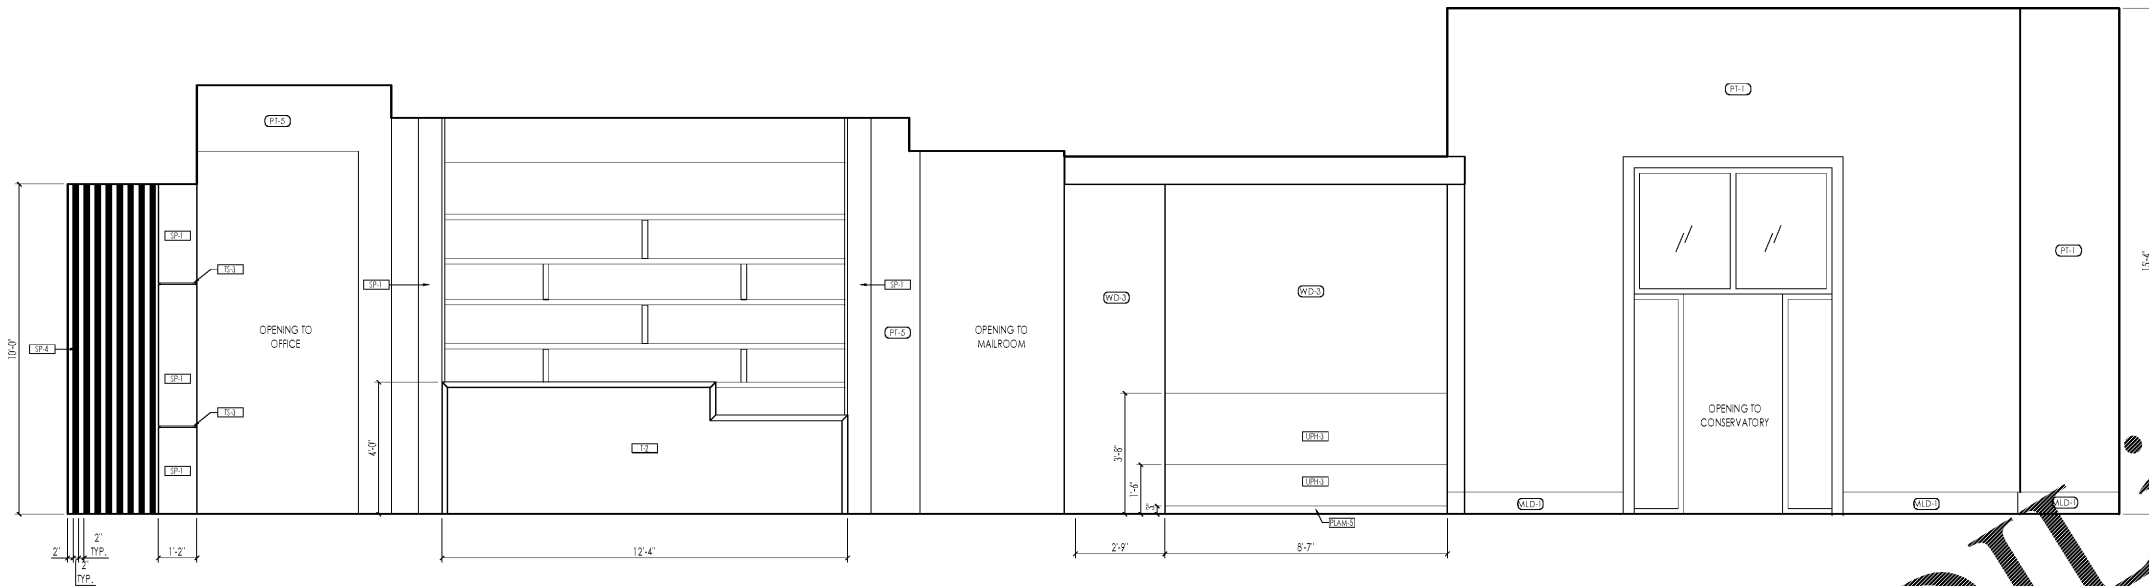 PT-1
PT-5
SP-1
PT-1
15'-4"
TS-3
SP-1
SP-1
WD-3
WD-3
OPENING TO
OFFICE
PT-5
OPENING TO
MAILROOM
10'-0"
SP-4
SP-1
TS-3
OPENING TO
CONSERVATORY
4'-0"
T-2
3'-8"
UPH-3
SP-1
1'-6"
UPH-3
3"
PLAM-5
MLD-1
MLD-1
MLD-1
2"
2"
TYP.
2"
TYP.
1'-2"
12'-4"
2'-9"
8'-7"